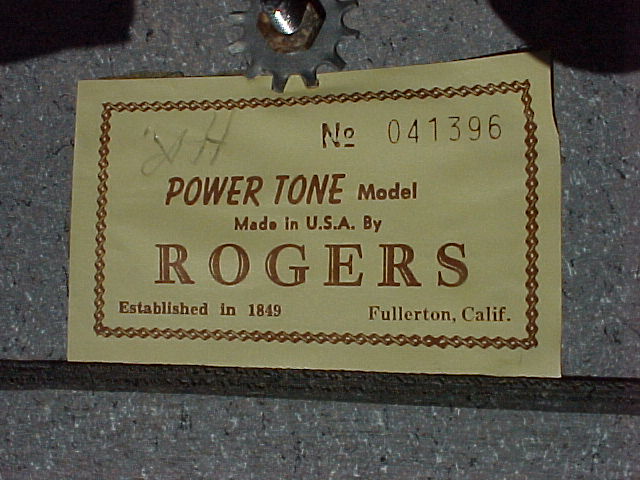 No 041396
POWER TONE Model
Made in U.S.A. By
ROGERS
Established in 1849 Fullerton, Calif.